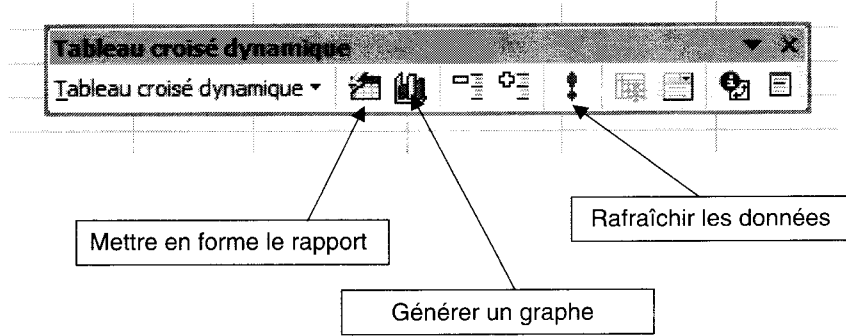 Tableau croisé dynamique
Tableau croisé dynamique
Rafraîchir les données
Mettre en forme le rapport
Générer un graphe